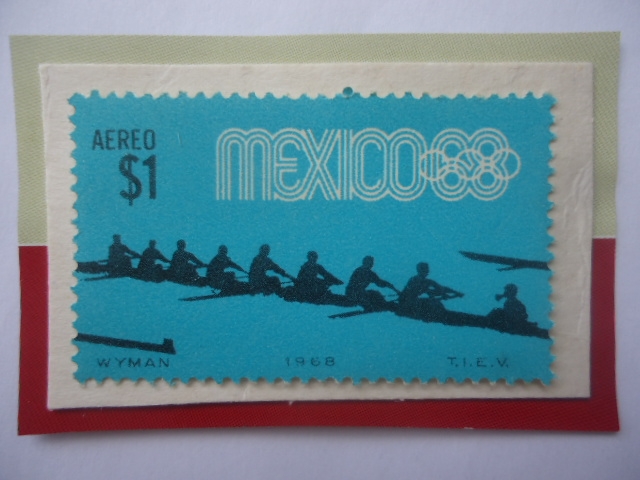 AEREO
$1
MEXICO68
WYMAN 1968 T.I.E.V.